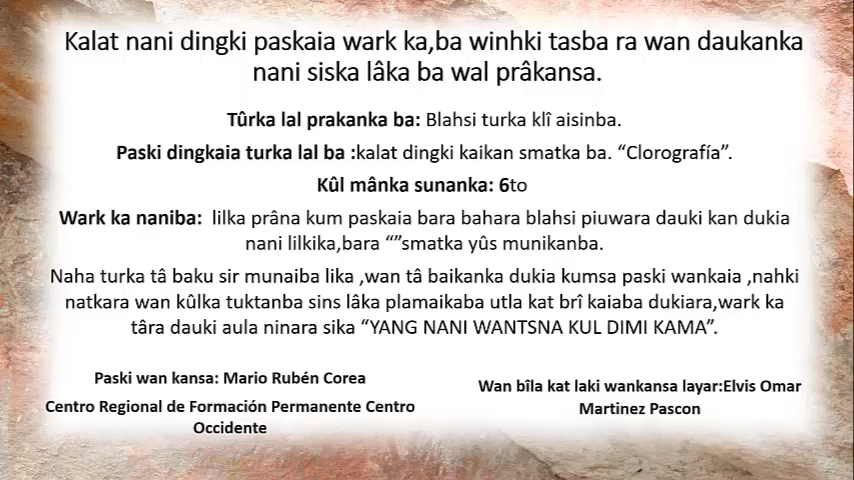 Kalat nani dingki paskaia wark ka,ba winhki tasba ra wan daukanka
nani siska lâka ba wal prâkansa.
Tûrka lal prakanka ba: Blahsi turka klî aisinba.
Paski dingkaia turka lal ba :kalat dingki kaikan smatka ba. “Clorografía”.
Kûl mânka sunanka: 6to
Wark ka naniba: lilka prâna kum paskaia bara bahara blahsi piuwara dauki kan dukia
nani lilkika,bara “”smatka yûs munikanba.
Naha turka tâ baku sir munaiba lika ,wan tâ baikanka dukia kumsa paski wankaia ,nahki
natkara wan kûlka tuktanba sins lâka plamaikaba utla kat brî kaiaba dukiara,wark ka
târa dauki aula ninara sika “YANG NANI WANTSNA KUL DIMI KAMA”.
Paski wan kansa: Mario Rubén Corea
Centro Regional de Formación Permanente Centro
Occidente
Wan bîla kat laki wankansa layar:Elvis Omar
Martinez Pascon